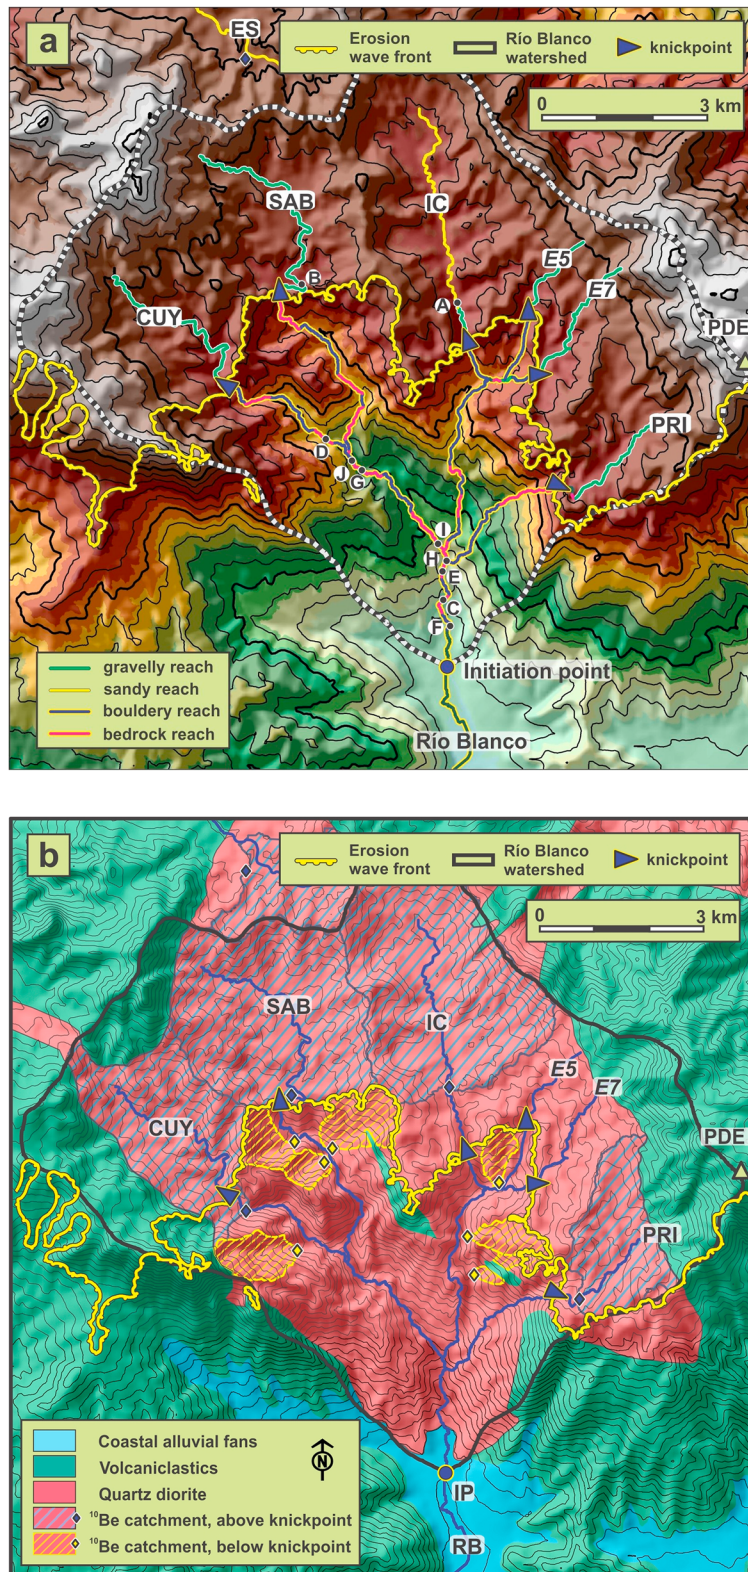 a
ES
Erosion
wave front
Río Blanco
watershed
knickpoint
0
3 km
SAB
IC
E5
E7
B
A
CUY
PDE
PRI
D
J
G
I
H
E
C
F
gravelly reach
sandy reach
bouldery reach
bedrock reach
Initiation point
Río Blanco
b
Erosion
wave front
Río Blanco
watershed
knickpoint
0
3 km
SAB
IC
E5
E7
CUY
PDE
PRI
Coastal alluvial fans
Volcaniclastics
Quartz diorite
¹⁰Be catchment, above knickpoint
¹⁰Be catchment, below knickpoint
N
IP
RB